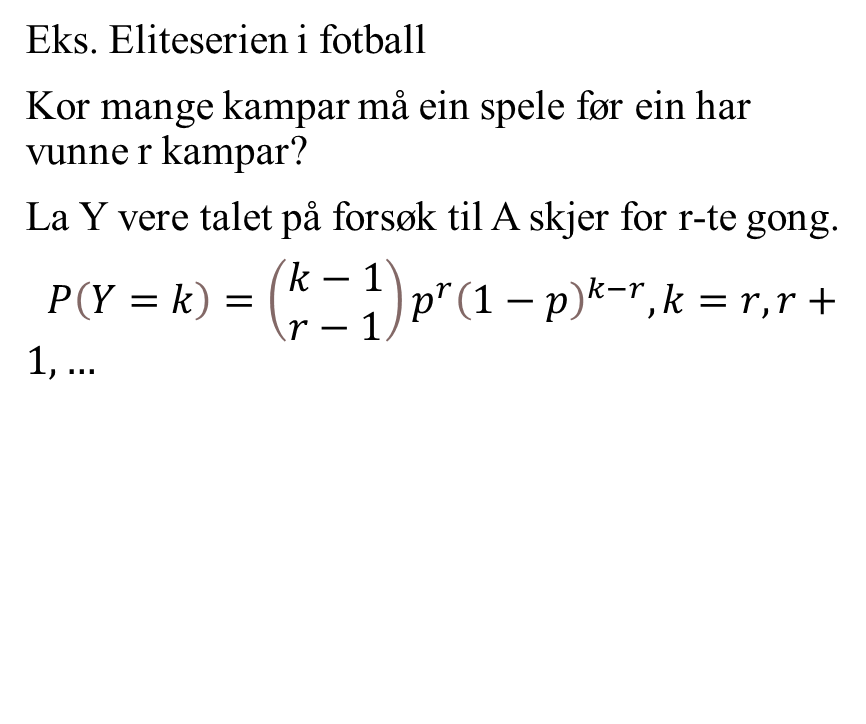 Eks. Eliteserien i fotball
Kor mange kampar må ein spele før ein har
vunne r kampar?
La Y vere talet på forsøk til A skjer for r-te gong.
𝑃(𝑌 = 𝑘) = \binom{𝑘 − 1}{𝑟 − 1} 𝑝^𝑟 (1 − 𝑝)^{𝑘−𝑟}, 𝑘 = 𝑟, 𝑟 +
1, …